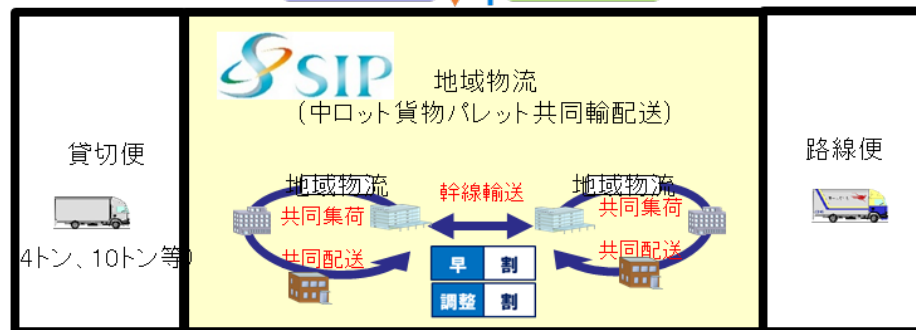 SIP
地域物流
(中ロット貨物パレット共同輸配送)
貸切便
4トン、10トン等)
地域物流
共同集荷
共同配送
幹線輸送
早 割
調整 割
地域物流
共同集荷
共同配送
路線便